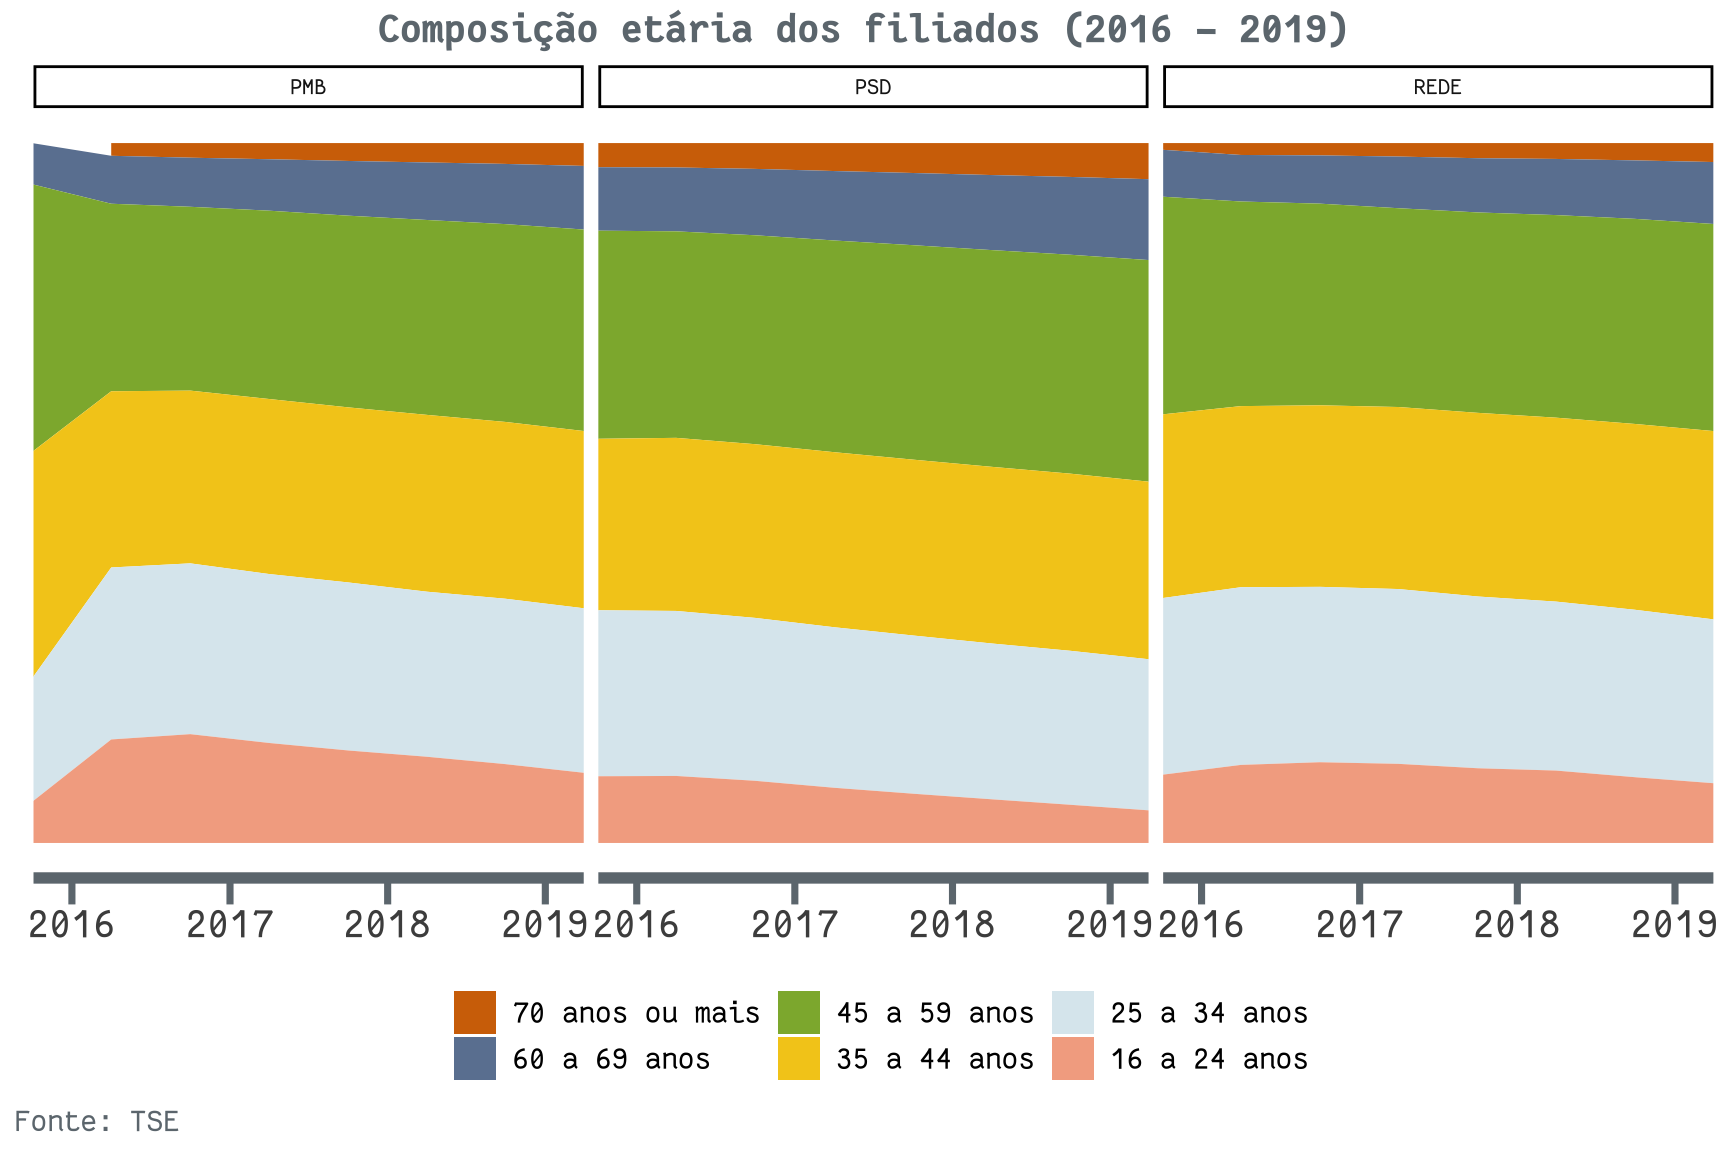 Composição etária dos filiados (2016 – 2019)
PMB PSD REDE
2016 2017 2018 2019 2016 2017 2018 2019 2016 2017 2018 2019
70 anos ou mais 45 a 59 anos 25 a 34 anos
60 a 69 anos 35 a 44 anos 16 a 24 anos
Fonte: TSE